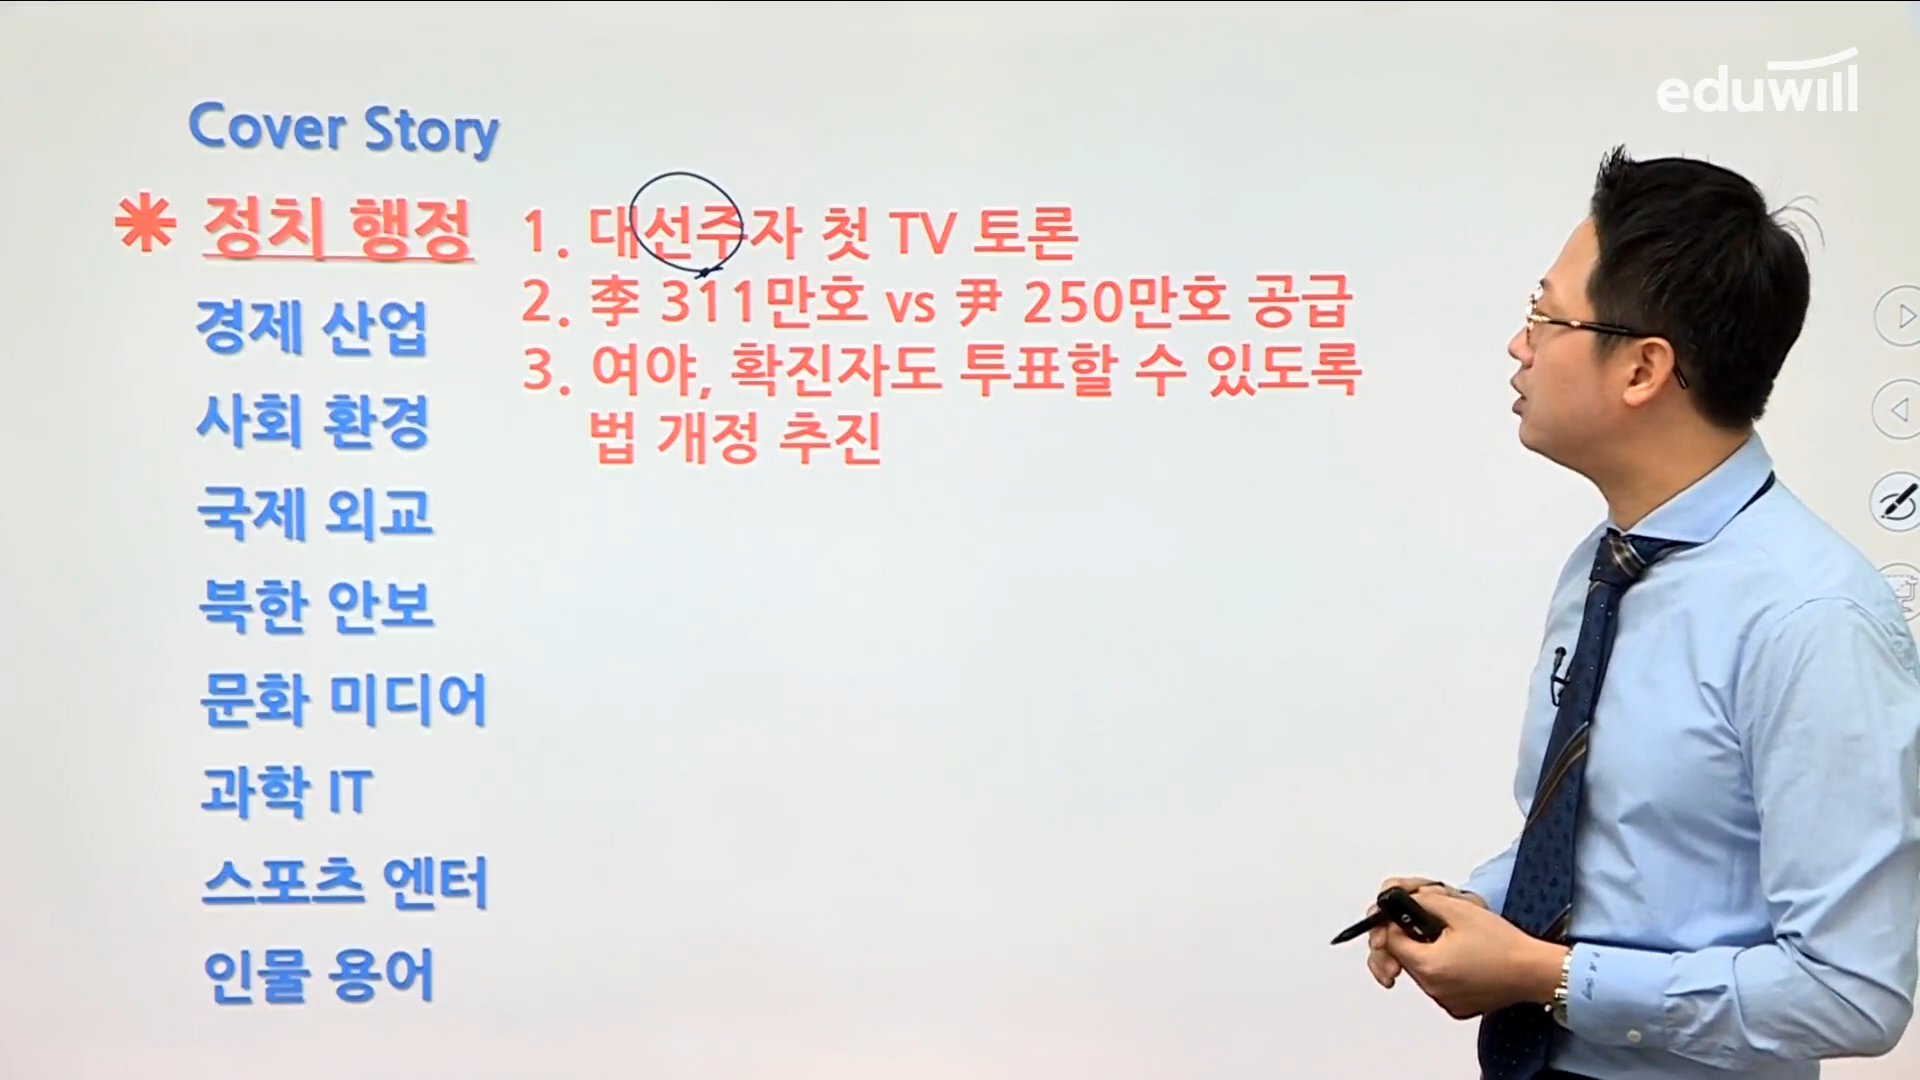 eduwill
Cover Story
✳ 정치 행정
1. 대선주자 첫 TV 토론
2. 李 311만호 vs 尹 250만호 공급
3. 여야, 확진자도 투표할 수 있도록
법 개정 추진
경제 산업
사회 환경
국제 외교
북한 안보
문화 미디어
과학 IT
스포츠 엔터
인물 용어